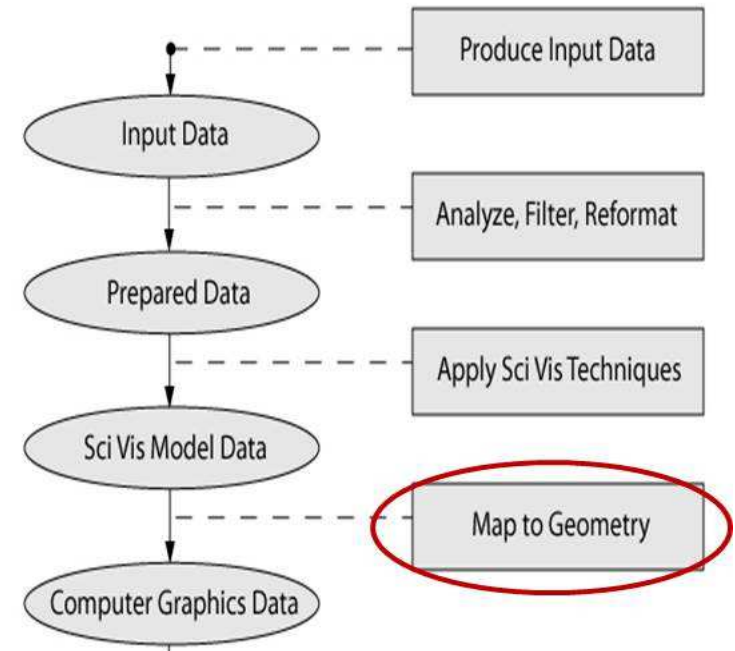 Produce Input Data
Input Data
Analyze, Filter, Reformat
Prepared Data
Apply Sci Vis Techniques
Sci Vis Model Data
Map to Geometry
Computer Graphics Data